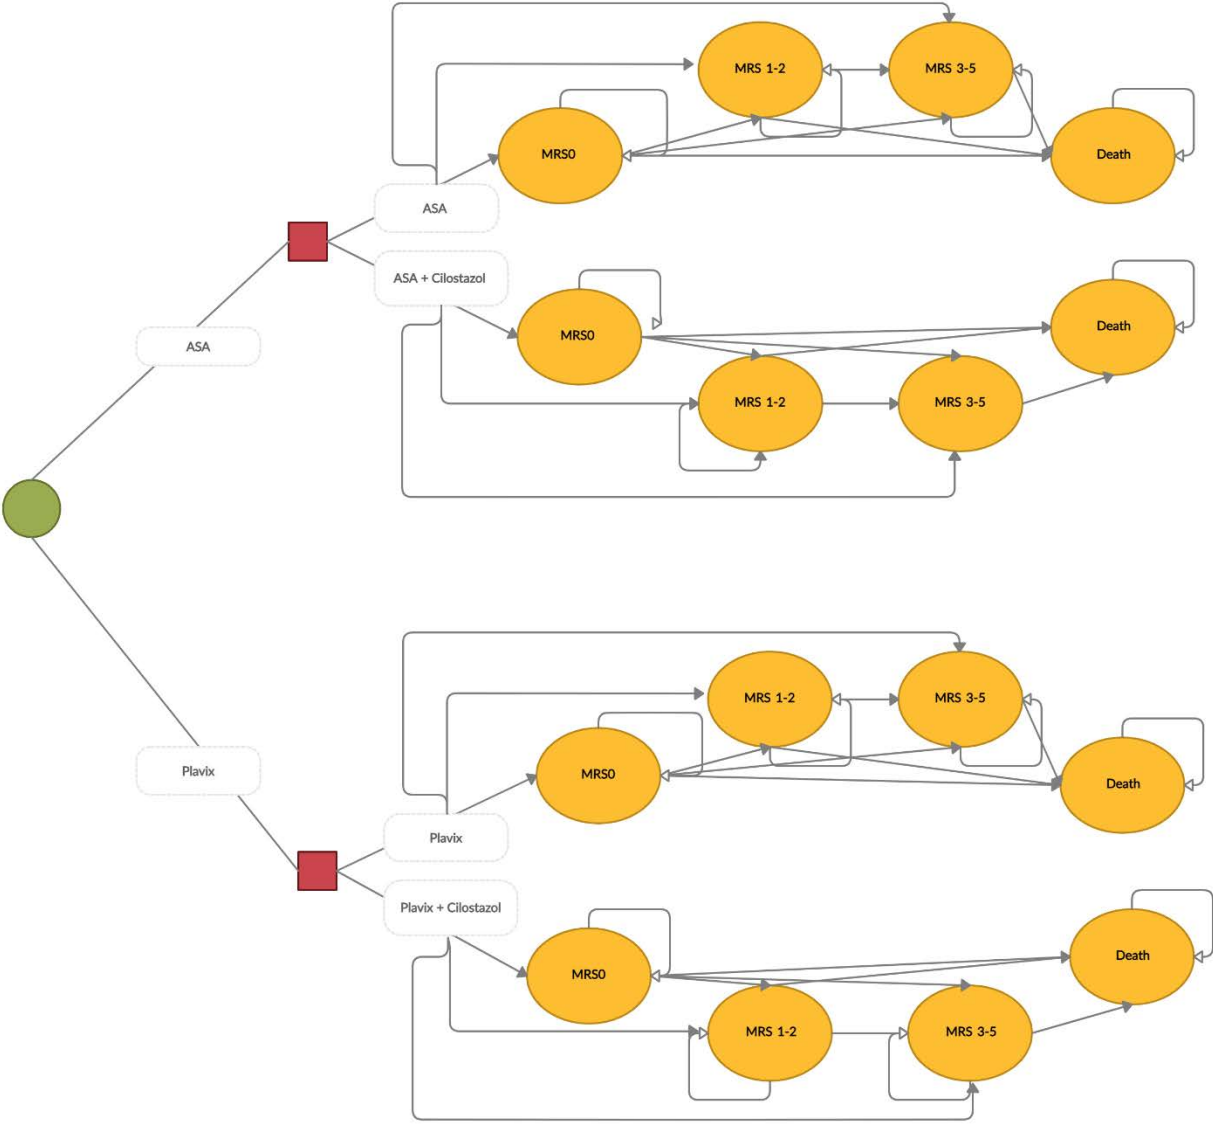 MRS 1-2
MRS 3-5
MRS0
Death
ASA
ASA + Cilostazol
MRS0
Death
ASA
MRS 1-2
MRS 3-5
MRS 1-2
MRS 3-5
MRS0
Death
Plavix
Plavix
Plavix + Cilostazol
MRS0
Death
MRS 1-2
MRS 3-5